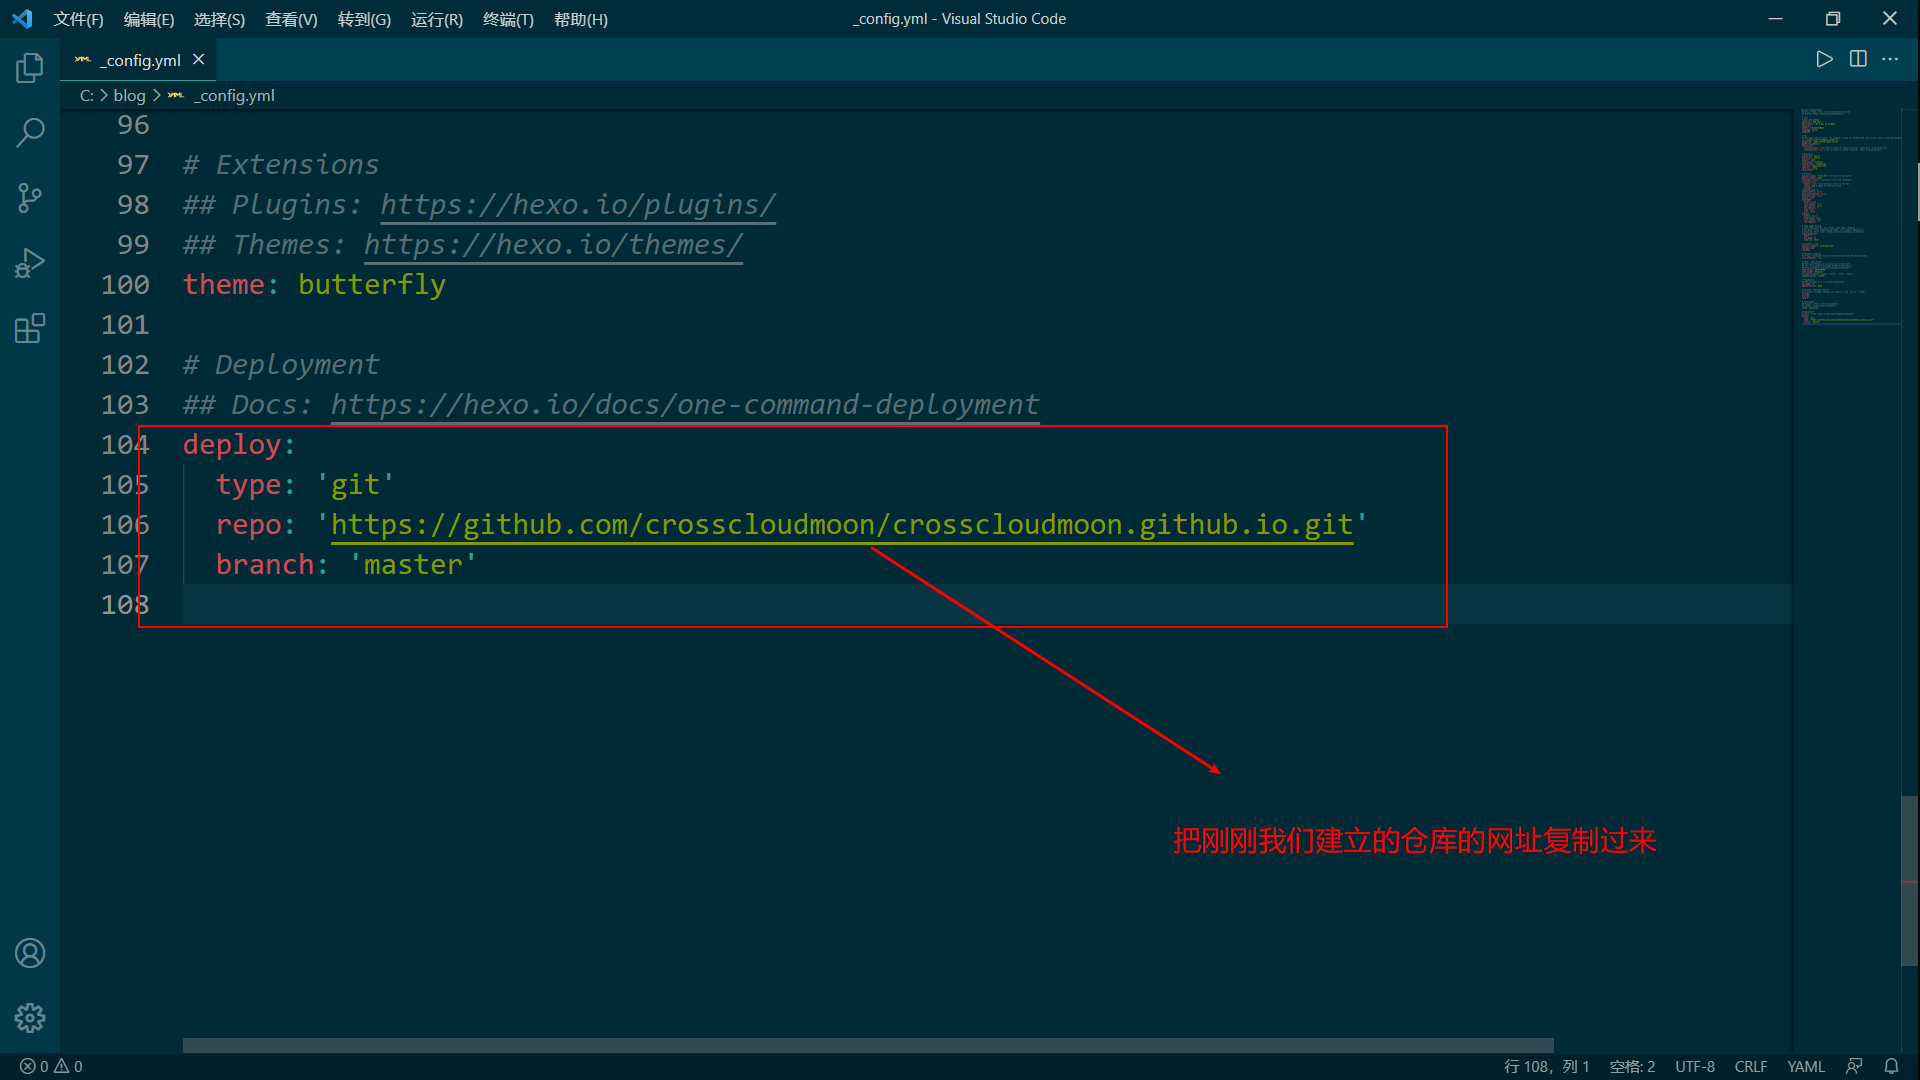 文件(F) 编辑(E) 选择(S) 查看(V) 转到(G) 运行(R) 终端(T) 帮助(H) _config.yml - Visual Studio Code
_config.yml
C: > blog > _config.yml
96
97 # Extensions
98 ## Plugins: https://hexo.io/plugins/
99 ## Themes: https://hexo.io/themes/
100 theme: butterfly
101
102 # Deployment
103 ## Docs: https://hexo.io/docs/one-command-deployment
104 deploy:
105   type: 'git'
106   repo: 'https://github.com/crosscloudmoon/crosscloudmoon.github.io.git'
107   branch: 'master'
108
把刚刚我们建立的仓库的网址复制过来
0 0 行 108，列 1 空格: 2 UTF-8 CRLF YAML